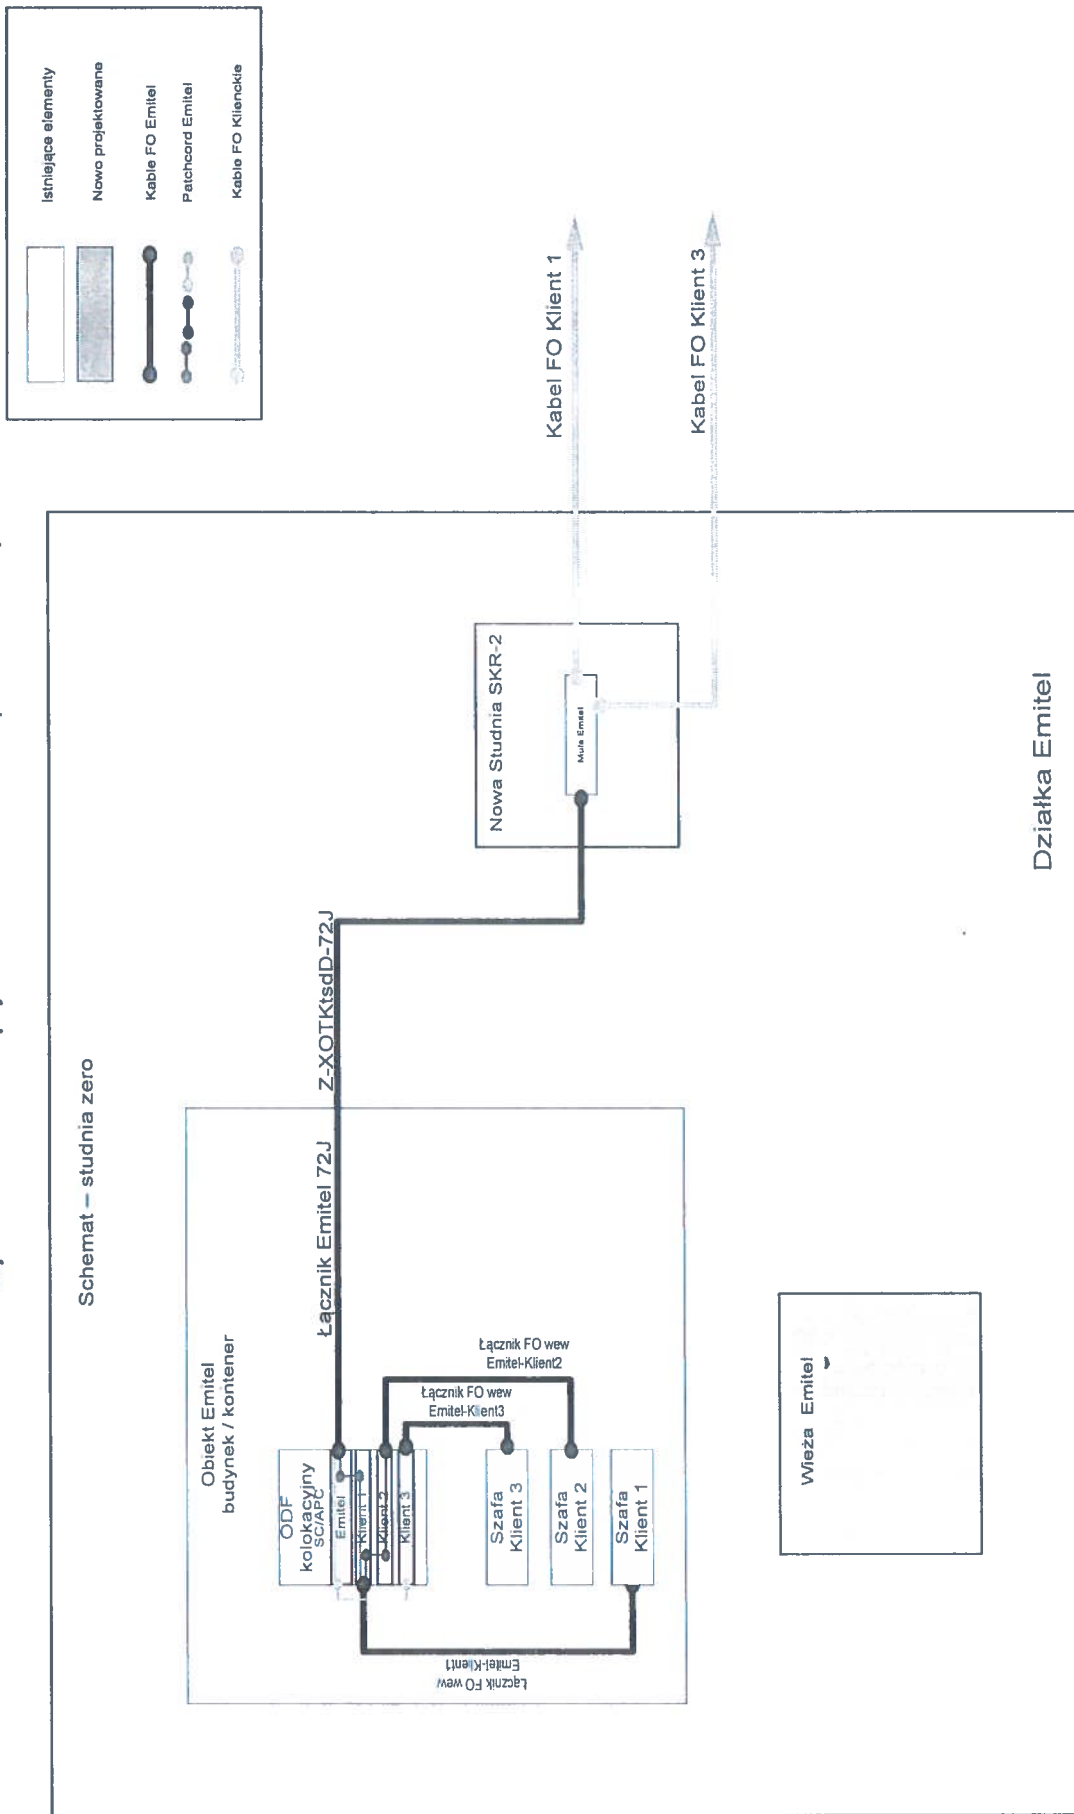 Schemat – studnia zero
Obiekt Emitel
budynek / kontener
ODF
kolokacyjny
SC/APC
Emitel
Klient 1
Klient 2
Klient 3
Szafa
Klient 3
Szafa
Klient 2
Szafa
Klient 1
Łącznik FO wew
Emitel-Klient1
Łącznik FO wew
Emitel-Klient3
Łącznik FO wew
Emitel-Klient2
Łącznik Emitel 72J
Z-XOTKtsdD-72J
Nowa Studnia SKR-2
Mufa Emitel
Kabel FO Klient 1
Kabel FO Klient 3
Wieża Emitel
Działka Emitel
Istniejące elementy
Nowo projektowane
Kable FO Emitel
Patchcord Emitel
Kable FO Klienckie